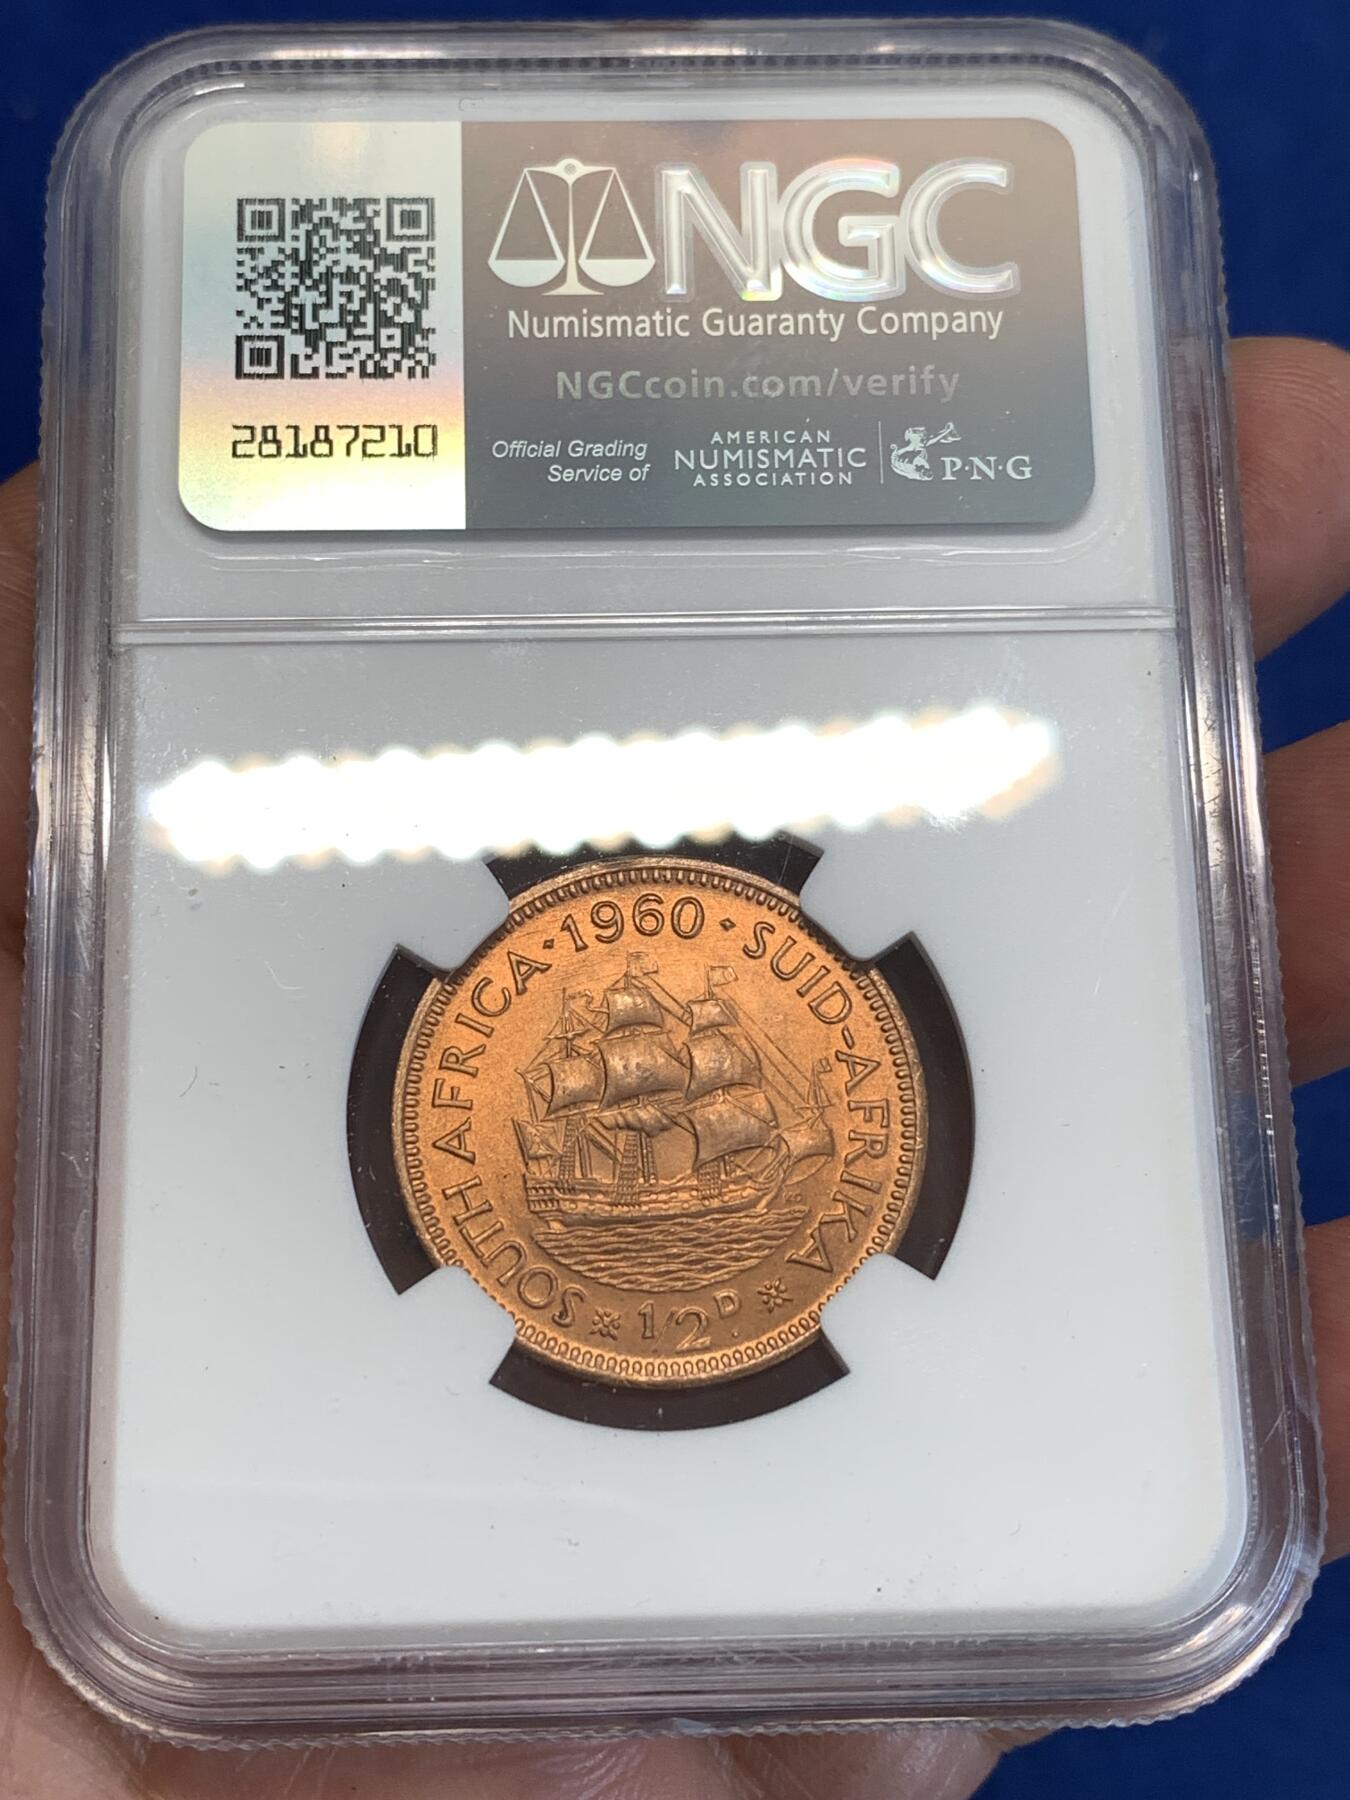 NGC
Numismatic Guaranty Company
NGCcoin.com/verify
28187210
Official Grading
Service of
AMERICAN
NUMISMATIC
ASSOCIATION
P·N·G
SOUTH AFRICA · 1960 · SUID-AFRIKA
1/2D
KG